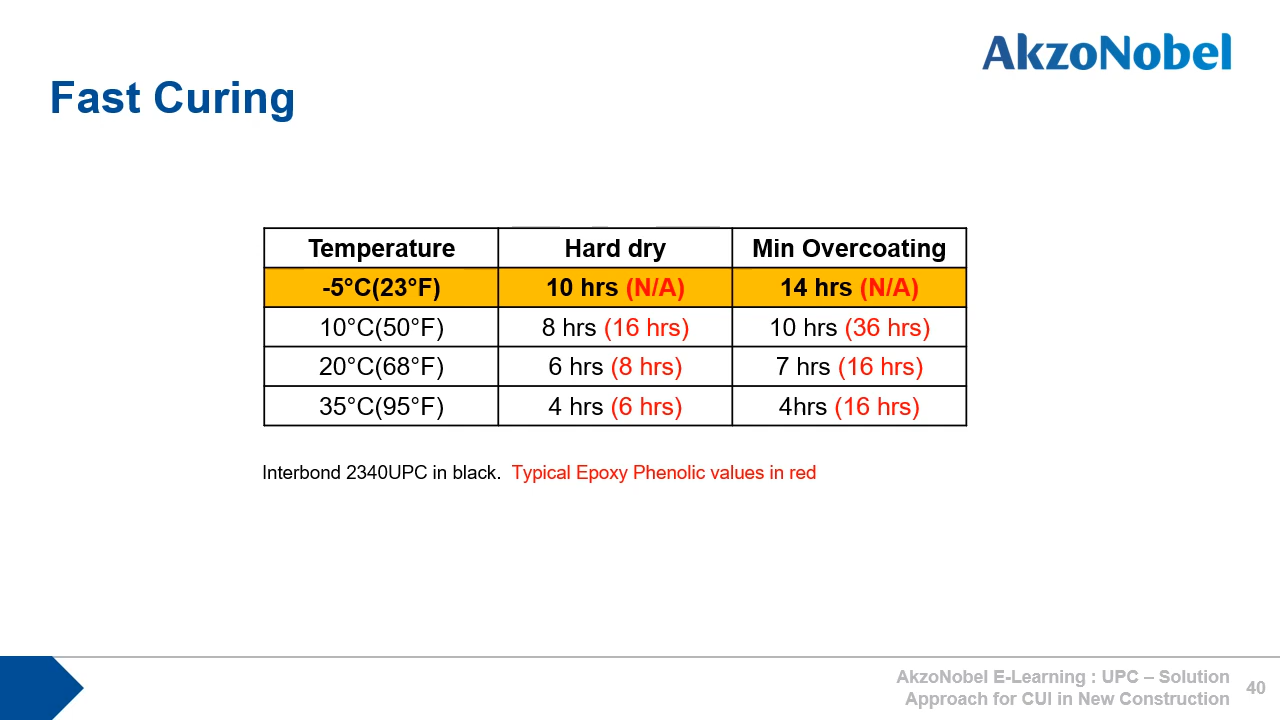 AkzoNobel
Fast Curing
Temperature Hard dry Min Overcoating
-5°C(23°F) 10 hrs (N/A) 14 hrs (N/A)
10°C(50°F) 8 hrs (16 hrs) 10 hrs (36 hrs)
20°C(68°F) 6 hrs (8 hrs) 7 hrs (16 hrs)
35°C(95°F) 4 hrs (6 hrs) 4hrs (16 hrs)
Interbond 2340UPC in black. Typical Epoxy Phenolic values in red
AkzoNobel E-Learning : UPC – Solution
Approach for CUI in New Construction
40